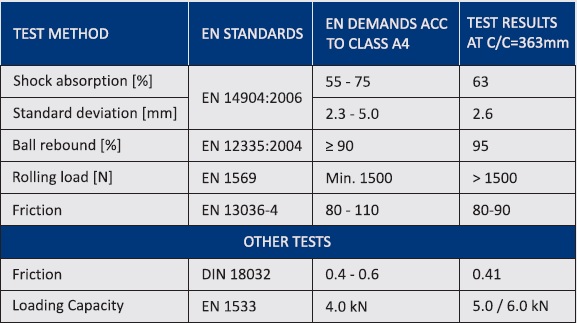 TEST METHOD EN STANDARDS EN DEMANDS ACC TO CLASS A4 TEST RESULTS AT C/C=363mm
Shock absorption [%] EN 14904:2006 55 - 75 63
Standard deviation [mm] 2.3 - 5.0 2.6
Ball rebound [%] EN 12335:2004 ≥ 90 95
Rolling load [N] EN 1569 Min. 1500 > 1500
Friction EN 13036-4 80 - 110 80-90
OTHER TESTS
Friction DIN 18032 0.4 - 0.6 0.41
Loading Capacity EN 1533 4.0 kN 5.0 / 6.0 kN